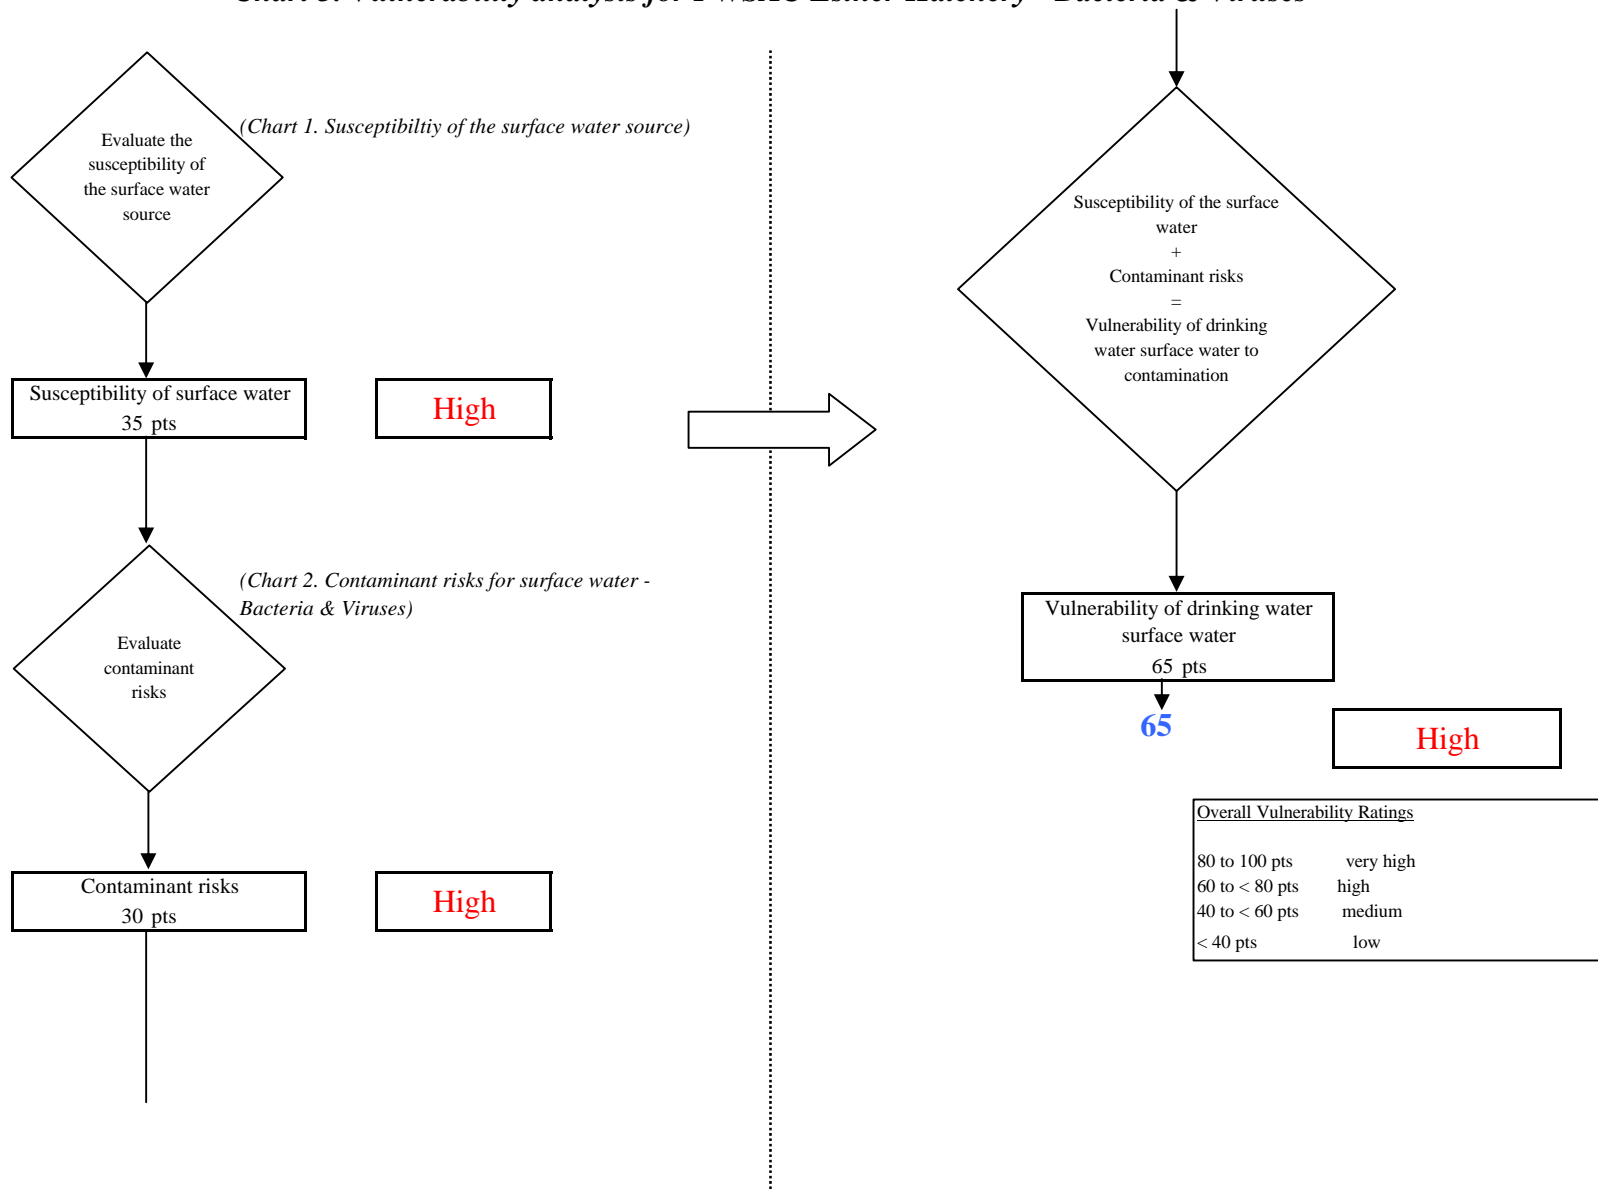 Evaluate the
susceptibility of
the surface water
source
(Chart 1. Susceptibiltiy of the surface water source)
Susceptibility of surface water
35 pts
High
(Chart 2. Contaminant risks for surface water -
Bacteria & Viruses)
Evaluate
contaminant
risks
Contaminant risks
30 pts
High
Susceptibility of the surface
water
+
Contaminant risks
=
Vulnerability of drinking
water surface water to
contamination
Vulnerability of drinking water
surface water
65 pts
65
High
Overall Vulnerability Ratings
80 to 100 pts very high
60 to < 80 pts high
40 to < 60 pts medium
< 40 pts low